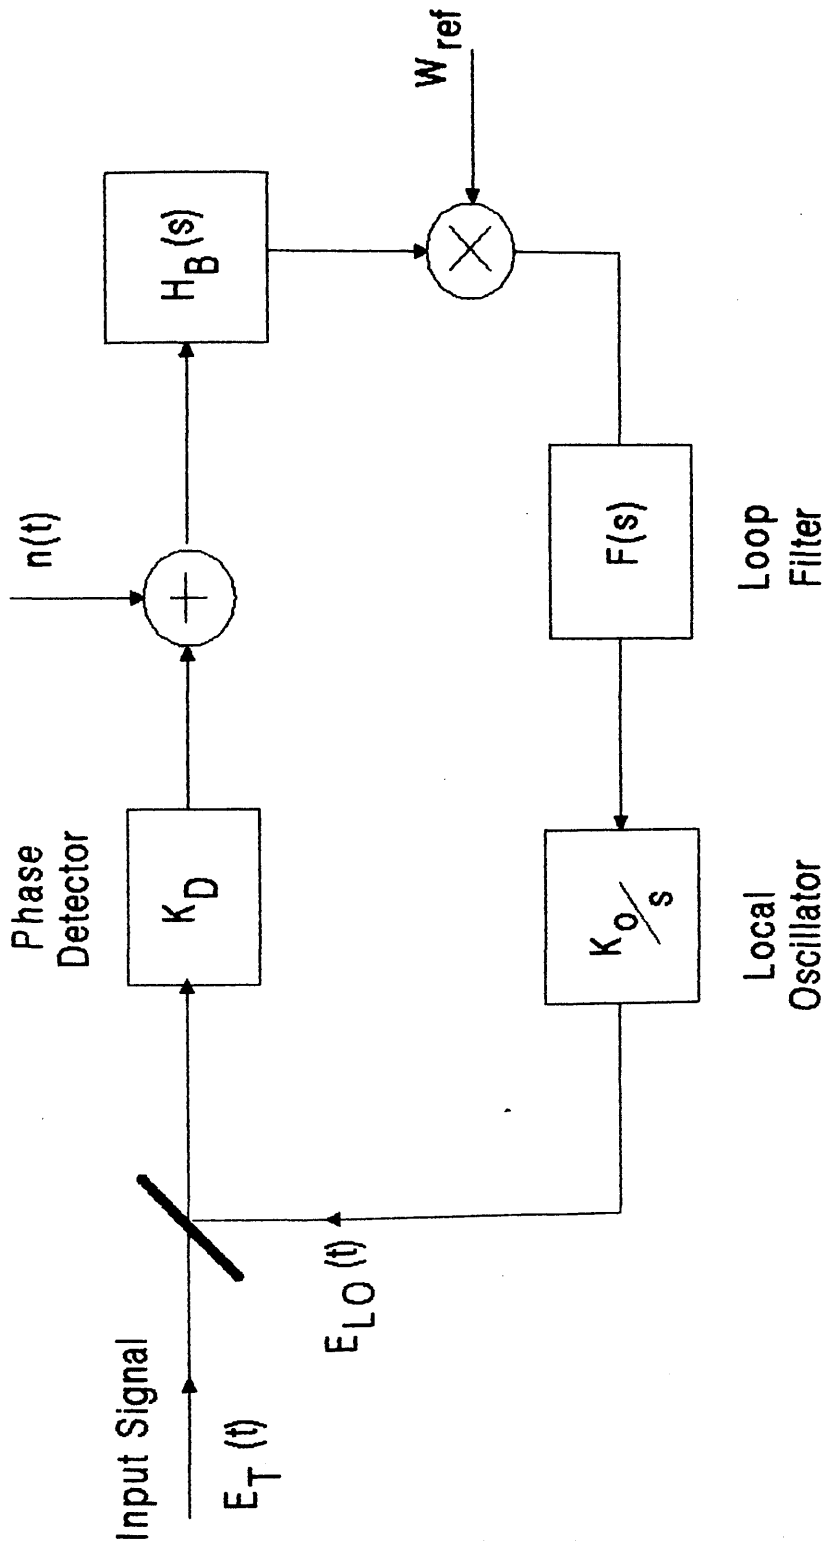 Input Signal
E_T (t)
E_LO (t)
Phase
Detector
K_D
n(t)
H_B (s)
W_ref
F(s)
Loop
Filter
K_o/s
Local
Oscillator